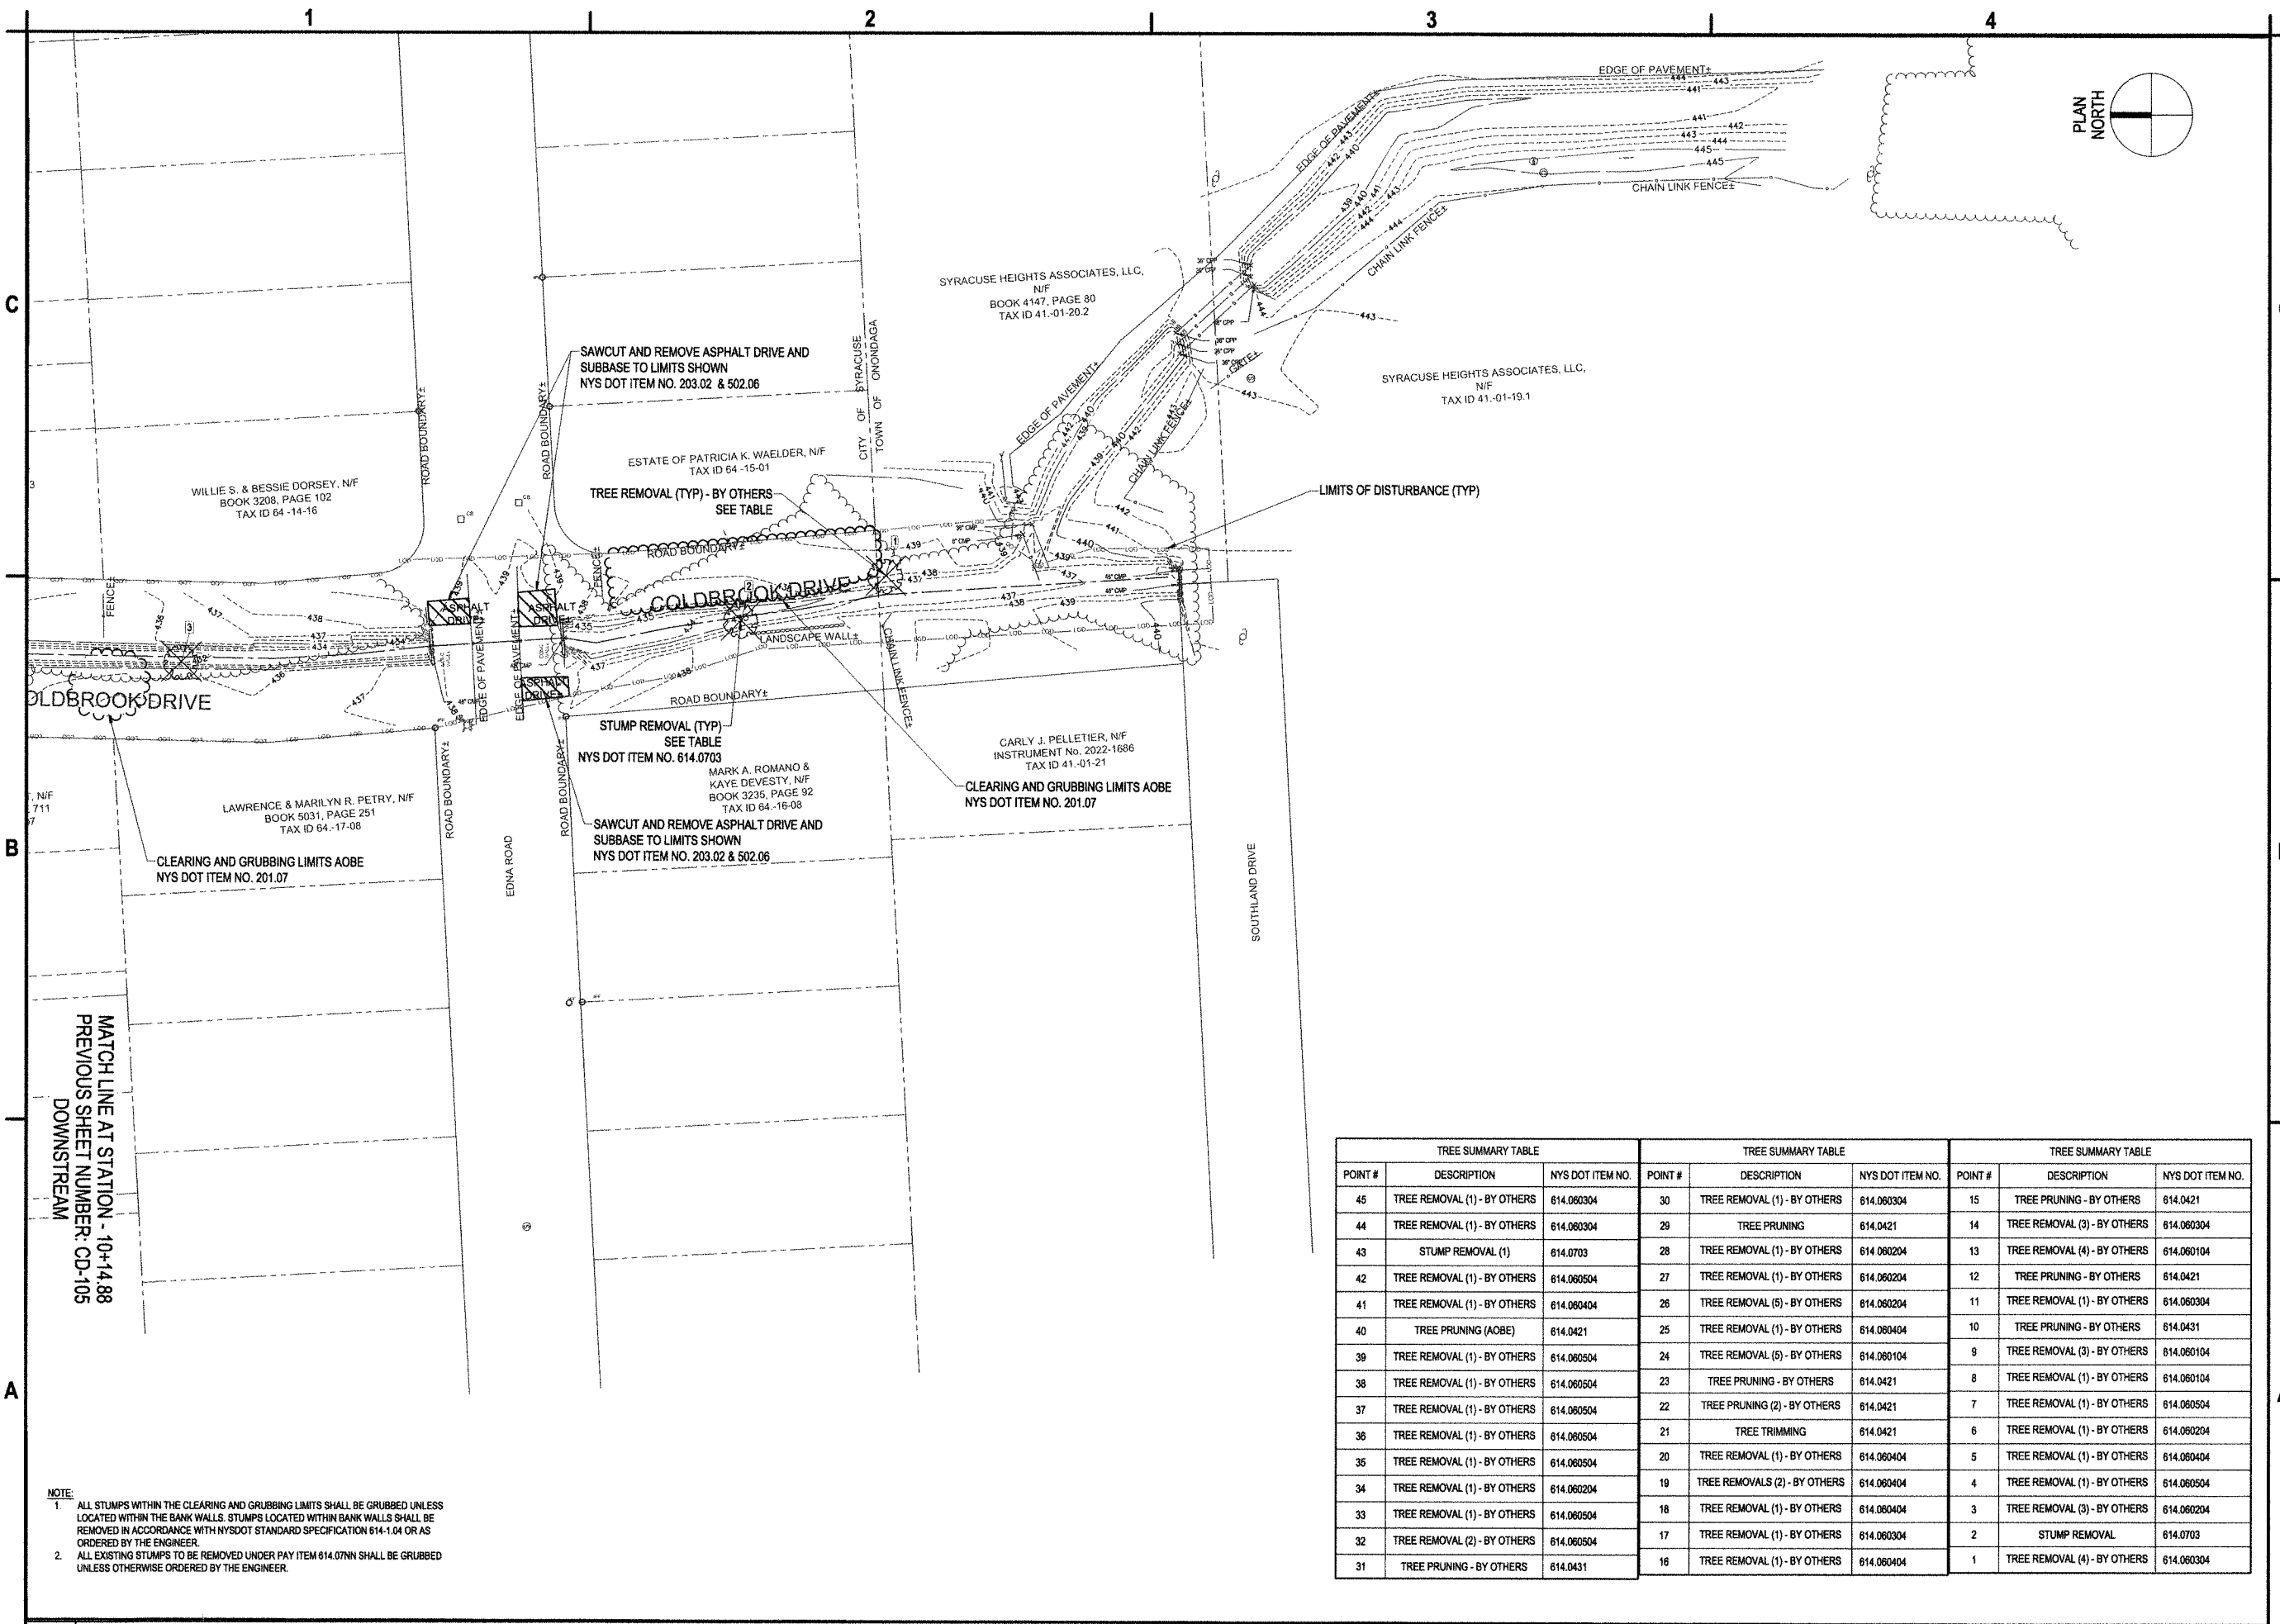 1 2 3 4
C
B
A
PLAN
NORTH
EDGE OF PAVEMENT±
EDGE OF PAVEMENT±
EDGE OF PAVEMENT±
CHAIN LINK FENCE±
CHAIN LINK FENCE±
CHAIN LINK FENCE±
GATE±
SYRACUSE HEIGHTS ASSOCIATES, LLC,
N/F
BOOK 4147, PAGE 80
TAX ID 41.-01-20.2
SYRACUSE HEIGHTS ASSOCIATES, LLC,
N/F
TAX ID 41.-01-19.1
SAWCUT AND REMOVE ASPHALT DRIVE AND
SUBBASE TO LIMITS SHOWN
NYS DOT ITEM NO. 203.02 & 502.06
ROAD BOUNDARY±
ROAD BOUNDARY±
CITY OF SYRACUSE
TOWN OF ONONDAGA
ESTATE OF PATRICIA K. WAELDER, N/F
TAX ID 64.-15-01
WILLIE S. & BESSIE DORSEY, N/F
BOOK 3208, PAGE 102
TAX ID 64.-14-16
TREE REMOVAL (TYP) - BY OTHERS
SEE TABLE
LIMITS OF DISTURBANCE (TYP)
ROAD BOUNDARY±
COLDBROOK DRIVE
FENCE±
FENCE±
ASPHALT
DRIVE±
ASPHALT
DRIVE±
ASPHALT
DRIVE±
LANDSCAPE WALL±
CHAIN LINK FENCE±
EDGE OF PAVEMENT±
EDGE OF PAVEMENT±
OLDBROOK DRIVE
ROAD BOUNDARY±
STUMP REMOVAL (TYP)
SEE TABLE
NYS DOT ITEM NO. 614.0703
MARK A. ROMANO &
KAYE DEVESTY, N/F
BOOK 3235, PAGE 92
TAX ID 64.-16-08
CARLY J. PELLETIER, N/F
INSTRUMENT No. 2022-1686
TAX ID 41.-01-21
CLEARING AND GRUBBING LIMITS AOBE
NYS DOT ITEM NO. 201.07
LAWRENCE & MARILYN R. PETRY, N/F
BOOK 5031, PAGE 251
TAX ID 64.-17-08
ROAD BOUNDARY±
ROAD BOUNDARY±
SAWCUT AND REMOVE ASPHALT DRIVE AND
SUBBASE TO LIMITS SHOWN
NYS DOT ITEM NO. 203.02 & 502.06
CLEARING AND GRUBBING LIMITS AOBE
NYS DOT ITEM NO. 201.07
EDNA ROAD
SOUTHLAND DRIVE
MATCH LINE AT STATION - 10+14.88
PREVIOUS SHEET NUMBER: CD-105
DOWNSTREAM
TREE SUMMARY TABLE TREE SUMMARY TABLE TREE SUMMARY TABLE
POINT # DESCRIPTION NYS DOT ITEM NO. POINT # DESCRIPTION NYS DOT ITEM NO. POINT # DESCRIPTION NYS DOT ITEM NO.
45 TREE REMOVAL (1) - BY OTHERS 614.060304 30 TREE REMOVAL (1) - BY OTHERS 614.060304 15 TREE PRUNING - BY OTHERS 614.0421
44 TREE REMOVAL (1) - BY OTHERS 614.060304 29 TREE PRUNING 614.0421 14 TREE REMOVAL (3) - BY OTHERS 614.060304
43 STUMP REMOVAL (1) 614.0703 28 TREE REMOVAL (1) - BY OTHERS 614.060204 13 TREE REMOVAL (4) - BY OTHERS 614.060104
42 TREE REMOVAL (1) - BY OTHERS 614.060504 27 TREE REMOVAL (1) - BY OTHERS 614.060204 12 TREE PRUNING - BY OTHERS 614.0421
41 TREE REMOVAL (1) - BY OTHERS 614.060404 26 TREE REMOVAL (5) - BY OTHERS 614.060204 11 TREE REMOVAL (1) - BY OTHERS 614.060304
40 TREE PRUNING (AOBE) 614.0421 25 TREE REMOVAL (1) - BY OTHERS 614.060404 10 TREE PRUNING - BY OTHERS 614.0431
39 TREE REMOVAL (1) - BY OTHERS 614.060504 24 TREE REMOVAL (5) - BY OTHERS 614.060104 9 TREE REMOVAL (3) - BY OTHERS 614.060104
38 TREE REMOVAL (1) - BY OTHERS 614.060504 23 TREE PRUNING - BY OTHERS 614.0421 8 TREE REMOVAL (1) - BY OTHERS 614.060104
37 TREE REMOVAL (1) - BY OTHERS 614.060504 22 TREE PRUNING (2) - BY OTHERS 614.0421 7 TREE REMOVAL (1) - BY OTHERS 614.060504
36 TREE REMOVAL (1) - BY OTHERS 614.060504 21 TREE TRIMMING 614.0421 6 TREE REMOVAL (1) - BY OTHERS 614.060204
35 TREE REMOVAL (1) - BY OTHERS 614.060504 20 TREE REMOVAL (1) - BY OTHERS 614.060404 5 TREE REMOVAL (1) - BY OTHERS 614.060404
34 TREE REMOVAL (1) - BY OTHERS 614.060204 19 TREE REMOVALS (2) - BY OTHERS 614.060404 4 TREE REMOVAL (1) - BY OTHERS 614.060504
33 TREE REMOVAL (1) - BY OTHERS 614.060504 18 TREE REMOVAL (1) - BY OTHERS 614.060404 3 TREE REMOVAL (3) - BY OTHERS 614.060204
32 TREE REMOVAL (2) - BY OTHERS 614.060504 17 TREE REMOVAL (1) - BY OTHERS 614.060304 2 STUMP REMOVAL 614.0703
31 TREE PRUNING - BY OTHERS 614.0431 16 TREE REMOVAL (1) - BY OTHERS 614.060404 1 TREE REMOVAL (4) - BY OTHERS 614.060304
NOTE:
1. ALL STUMPS WITHIN THE CLEARING AND GRUBBING LIMITS SHALL BE GRUBBED UNLESS
LOCATED WITHIN THE BANK WALLS. STUMPS LOCATED WITHIN BANK WALLS SHALL BE
REMOVED IN ACCORDANCE WITH NYSDOT STANDARD SPECIFICATION 614-1.04 OR AS
ORDERED BY THE ENGINEER.
2. ALL EXISTING STUMPS TO BE REMOVED UNDER PAY ITEM 614.07NN SHALL BE GRUBBED
UNLESS OTHERWISE ORDERED BY THE ENGINEER.